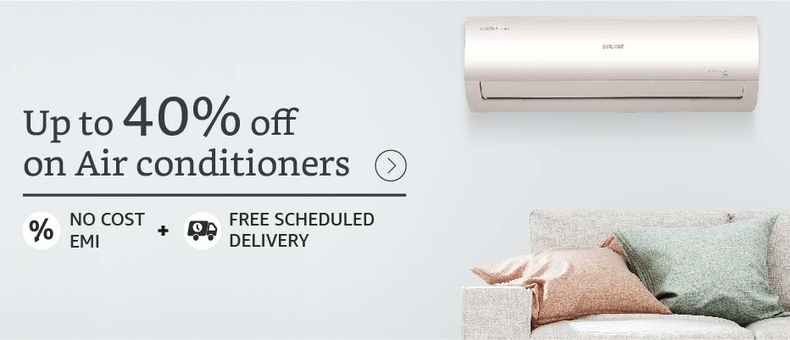 Up to 40% off
on Air conditioners
% NO COST
EMI
+
FREE SCHEDULED
DELIVERY